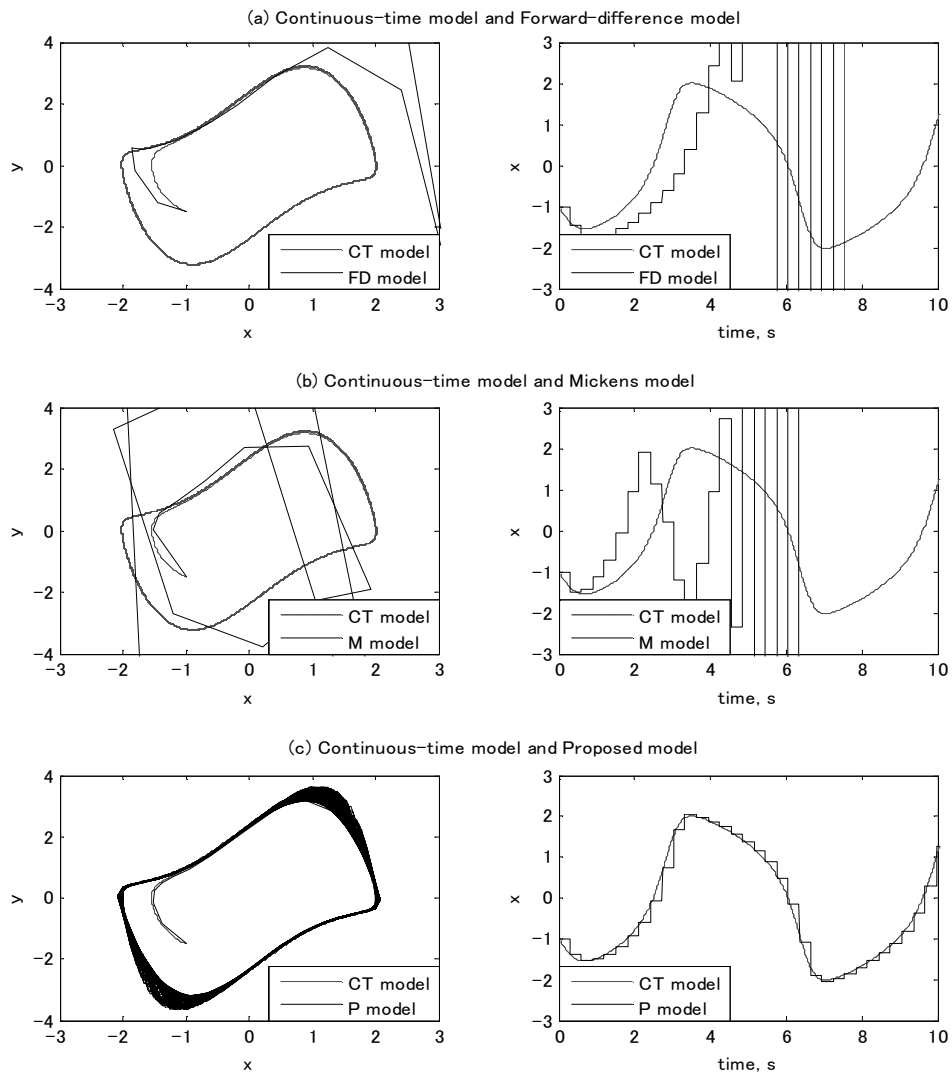 (a) Continuous-time model and Forward-difference model
4
2
0
-2
-4
y
-3 -2 -1 0 1 2 3
x
CT model
FD model
3
2
1
0
-1
-2
-3
x
0 2 4 6 8 10
time, s
CT model
FD model
(b) Continuous-time model and Mickens model
4
2
0
-2
-4
y
-3 -2 -1 0 1 2 3
x
CT model
M model
3
2
1
0
-1
-2
-3
x
0 2 4 6 8 10
time, s
CT model
M model
(c) Continuous-time model and Proposed model
4
2
0
-2
-4
y
-3 -2 -1 0 1 2 3
x
CT model
P model
3
2
1
0
-1
-2
-3
x
0 2 4 6 8 10
time, s
CT model
P model